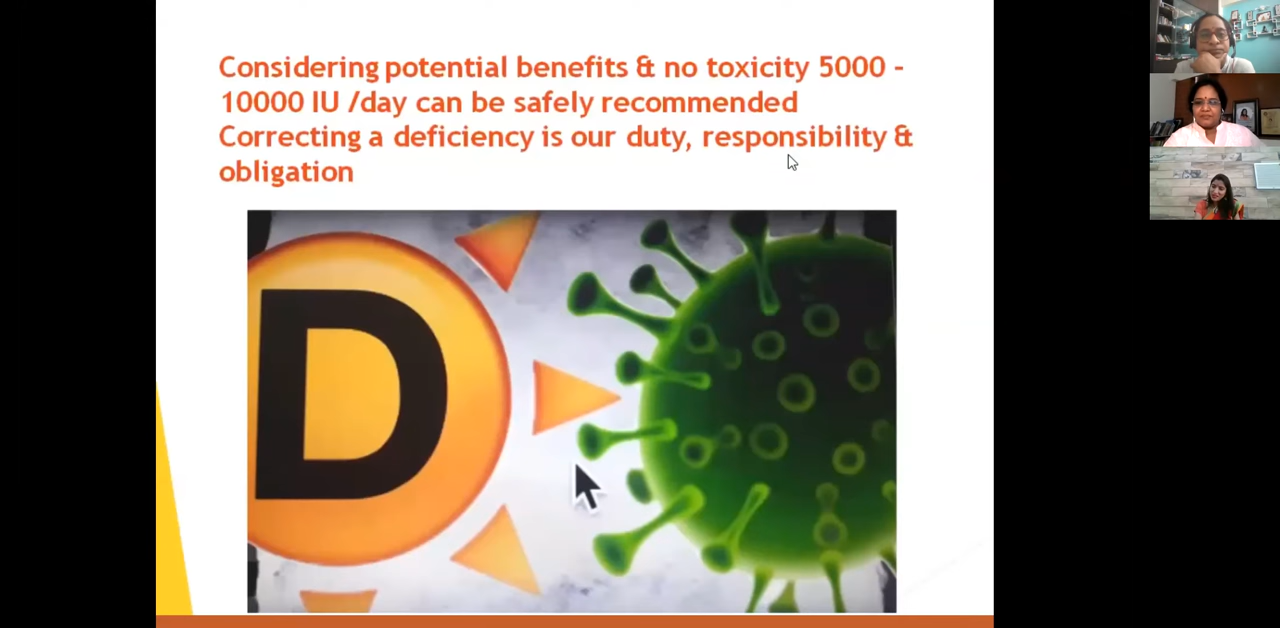 Considering potential benefits & no toxicity 5000 -
10000 IU /day can be safely recommended
Correcting a deficiency is our duty, responsibility &
obligation
D